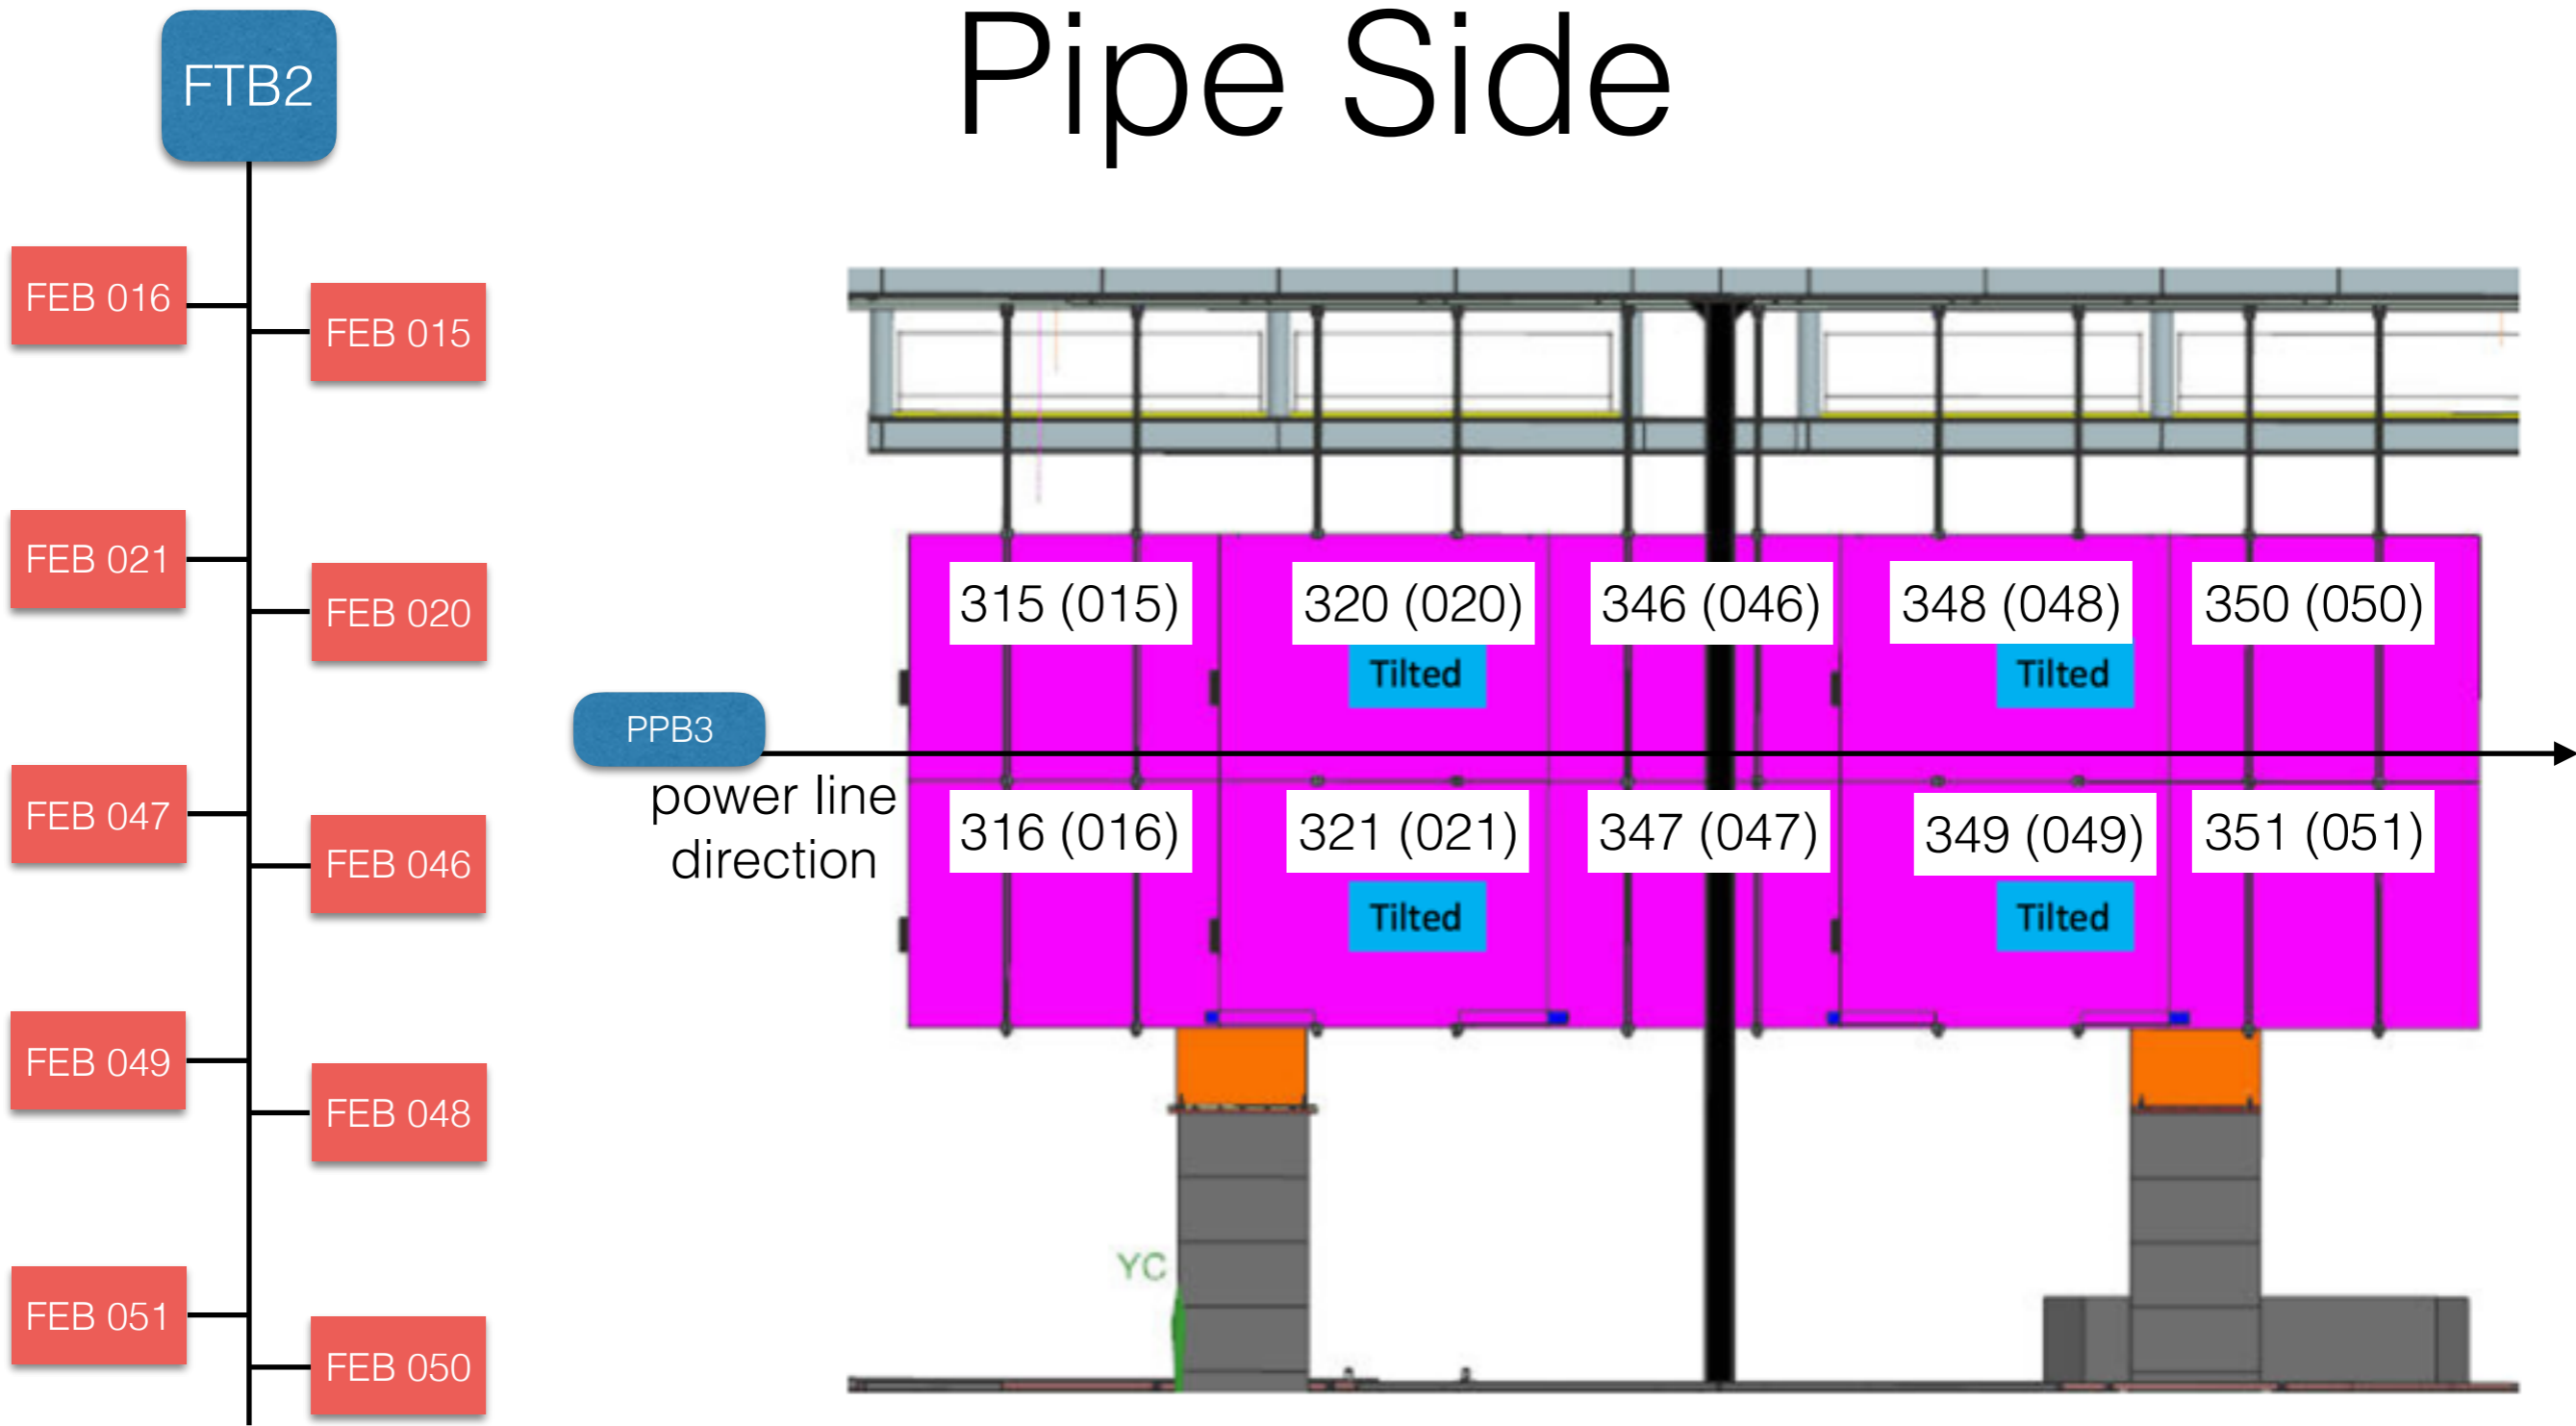 Pipe Side
FTB2
FEB 016
FEB 015
FEB 021
FEB 020
FEB 047
FEB 046
FEB 049
FEB 048
FEB 051
FEB 050
PPB3
power line
direction
315 (015)
320 (020)
346 (046)
348 (048)
350 (050)
Tilted
Tilted
316 (016)
321 (021)
347 (047)
349 (049)
351 (051)
Tilted
Tilted
YC